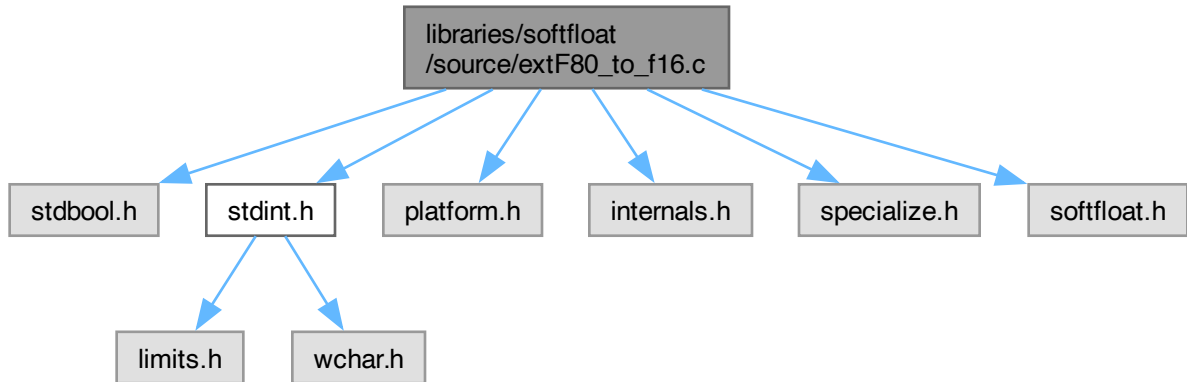 libraries/softfloat
/source/extF80_to_f16.c
stdbool.h
stdint.h
platform.h
internals.h
specialize.h
softfloat.h
limits.h
wchar.h